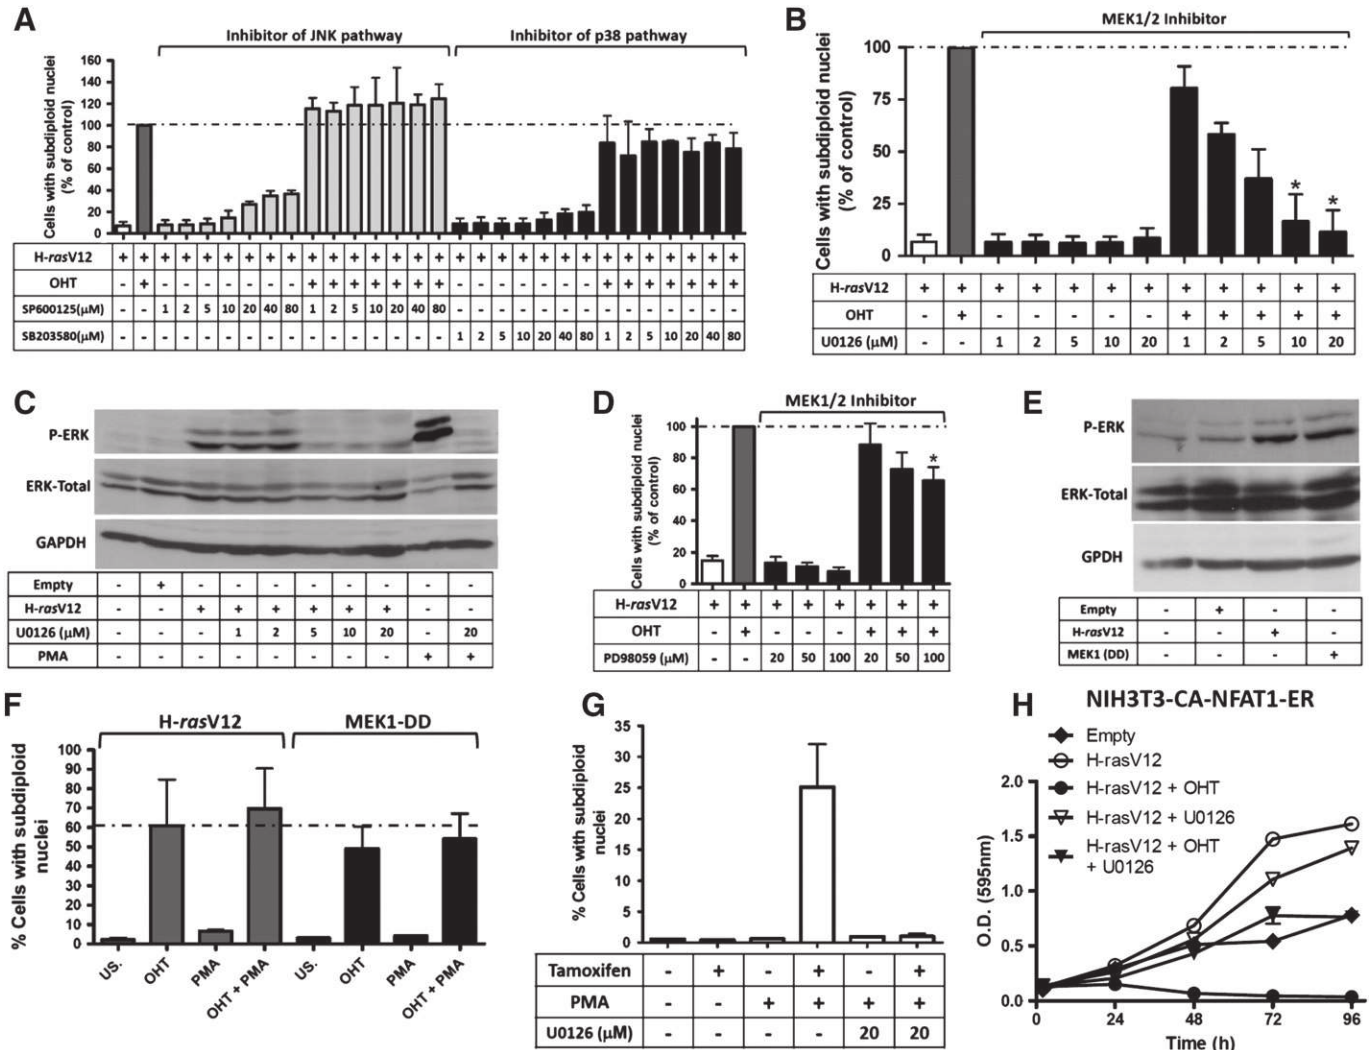 A
Inhibitor of JNK pathway
Inhibitor of p38 pathway
Cells with subdiploid nuclei
(% of control)
160
140
120
100
80
60
40
20
0
H-rasV12 + + + + + + + + + + + + + + + + + + + + + + + + + + + + + +
OHT - + - - - - - - - + + + + + + + - - - - - - - + + + + + + +
SP600125(µM) - - 1 2 5 10 20 40 80 1 2 5 10 20 40 80 - - - - - - - - - - - - - -
SB203580(µM) - - - - - - - - - - - - - - - - 1 2 5 10 20 40 80 1 2 5 10 20 40 80
B
MEK1/2 Inhibitor
Cells with subdiploid nuclei
(% of control)
100
75
50
25
0
* *
H-rasV12 + + + + + + + + + + + +
OHT - + - - - - - + + + + +
U0126 (µM) - - 1 2 5 10 20 1 2 5 10 20
C
P-ERK
ERK-Total
GAPDH
Empty - + - - - - - - - -
H-rasV12 - - + + + + + + - -
U0126 (µM) - - - 1 2 5 10 20 - 20
PMA - - - - - - - - + +
D
MEK1/2 Inhibitor
Cells with subdiploid nuclei
(% of control)
100
80
60
40
20
0
*
H-rasV12 + + + + + + + +
OHT - + - - - + + +
PD98059 (µM) - - 20 50 100 20 50 100
E
P-ERK
ERK-Total
GPDH
Empty - + - -
H-rasV12 - - + -
MEK1 (DD) - - - +
F
H-rasV12
MEK1-DD
% Cells with subdiploid
nuclei
100
90
80
70
60
50
40
30
20
10
0
US. OHT PMA OHT + PMA US. OHT PMA OHT + PMA
G
% Cells with subdiploid
nuclei
35
30
25
20
15
10
5
0
Tamoxifen - + - + - +
PMA - - + + + +
U0126 (µM) - - - - 20 20
H
NIH3T3-CA-NFAT1-ER
Empty
H-rasV12
H-rasV12 + OHT
H-rasV12 + U0126
H-rasV12 + OHT
+ U0126
O.D. (595nm)
2.0
1.5
1.0
0.5
0.0
0 24 48 72 96
Time (h)